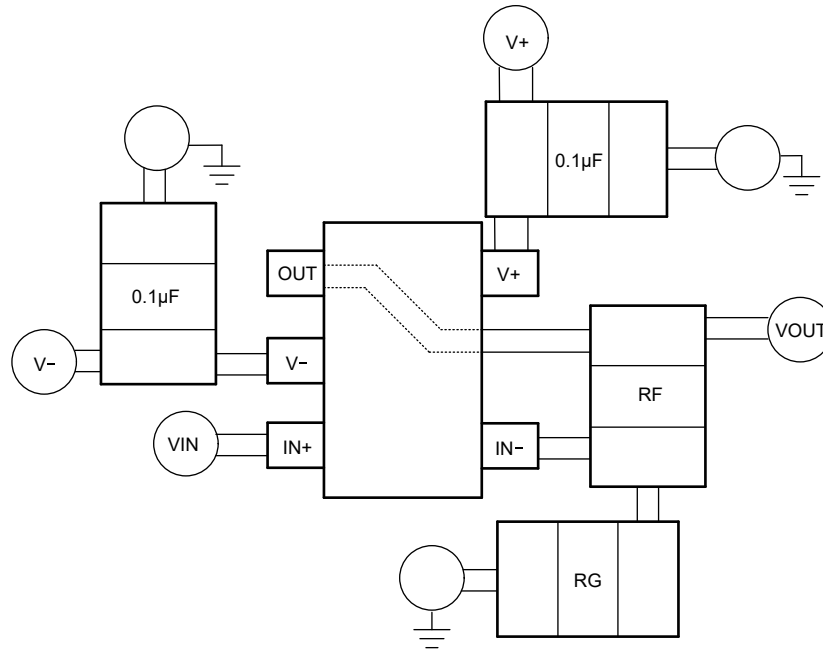 V+
0.1µF
0.1µF
OUT
V+
VOUT
V−
V−
RF
VIN
IN+
IN−
RG